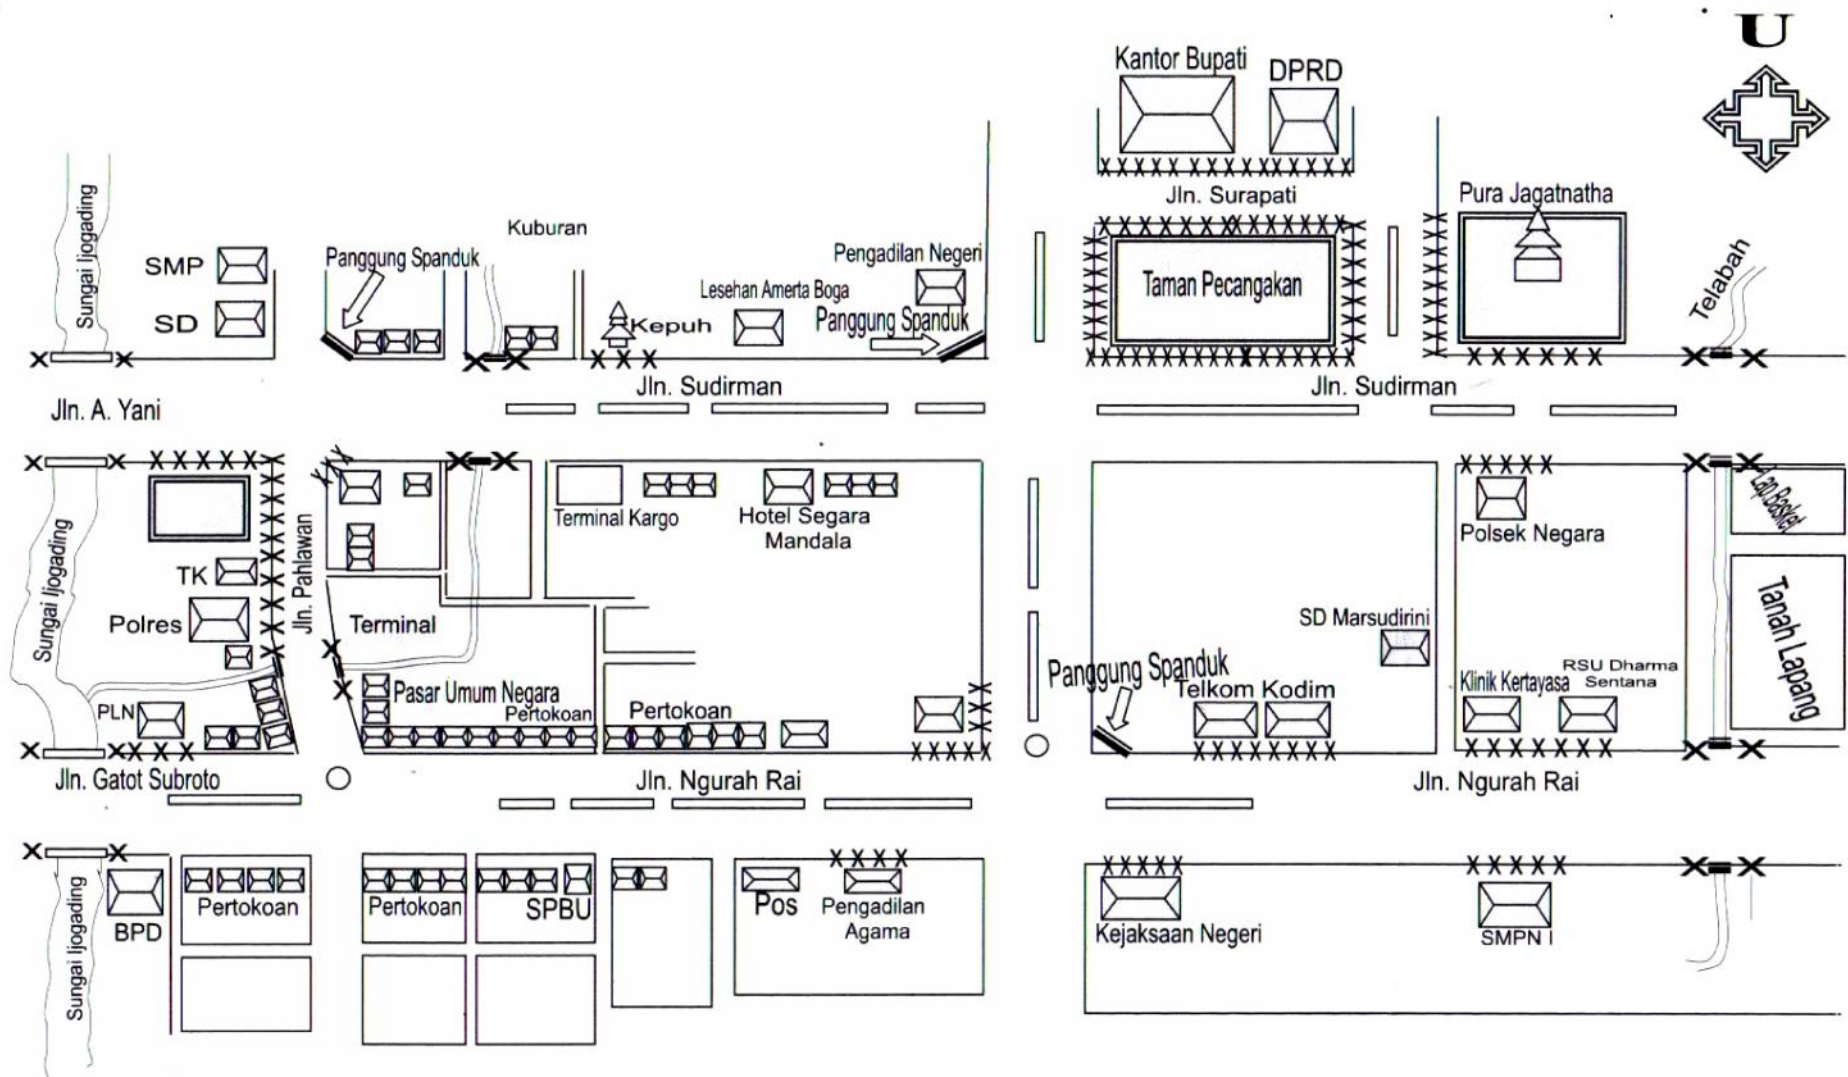 U
Kantor Bupati
DPRD
Jln. Surapati
Pura Jagatnatha
Sungai Ijogading
Kuburan
SMP
SD
Panggung Spanduk
Pengadilan Negeri
Lesehan Amerta Boga
Kepuh
Panggung Spanduk
Taman Pecangakan
Telabah
Jln. Sudirman
Jln. Sudirman
Jln. A. Yani
Sungai Ijogading
Jln. Pahlawan
Terminal Kargo
Hotel Segara
Mandala
Polsek Negara
Lap.Basket
TK
Polres
Terminal
SD Marsudirini
Tanah Lapang
Panggung Spanduk
PLN
Pasar Umum Negara
Pertokoan
Pertokoan
Telkom Kodim
Klinik Kertayasa
RSU Dharma
Sentana
Jln. Gatot Subroto
Jln. Ngurah Rai
Jln. Ngurah Rai
Sungai Ijogading
BPD
Pertokoan
Pertokoan
SPBU
Pos
Pengadilan
Agama
Kejaksaan Negeri
SMPN I